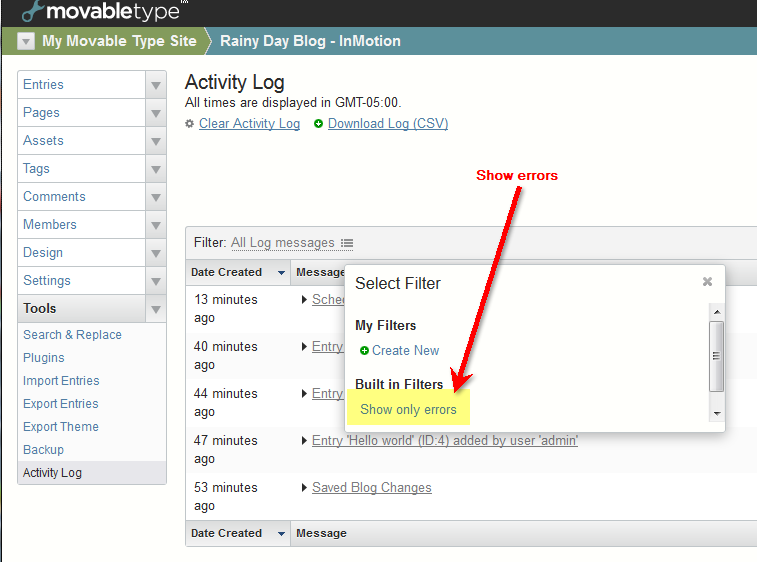 movabletype™
My Movable Type Site
Rainy Day Blog - InMotion
Entries
Pages
Assets
Tags
Comments
Members
Design
Settings
Tools
Search & Replace
Plugins
Import Entries
Export Entries
Export Theme
Backup
Activity Log
Activity Log
All times are displayed in GMT-05:00.
Clear Activity Log
Download Log (CSV)
Show errors
Filter: All Log messages
Date Created
Message
13 minutes
ago
40 minutes
ago
Entry
44 minutes
ago
Entry
47 minutes
ago
Entry 'Hello world' (ID:4) added by user 'admin'
53 minutes
ago
Saved Blog Changes
Date Created
Message
Select Filter
My Filters
Create New
Built in Filters
Show only errors